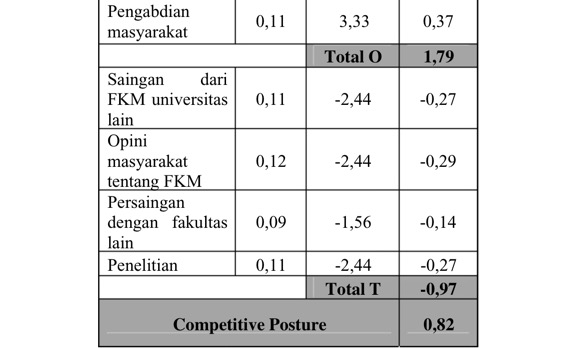 Pengabdian
masyarakat 0,11 3,33 0,37
Total O 1,79
Saingan dari
FKM universitas
lain 0,11 -2,44 -0,27
Opini
masyarakat
tentang FKM 0,12 -2,44 -0,29
Persaingan
dengan fakultas
lain 0,09 -1,56 -0,14
Penelitian 0,11 -2,44 -0,27
Total T -0,97
Competitive Posture 0,82